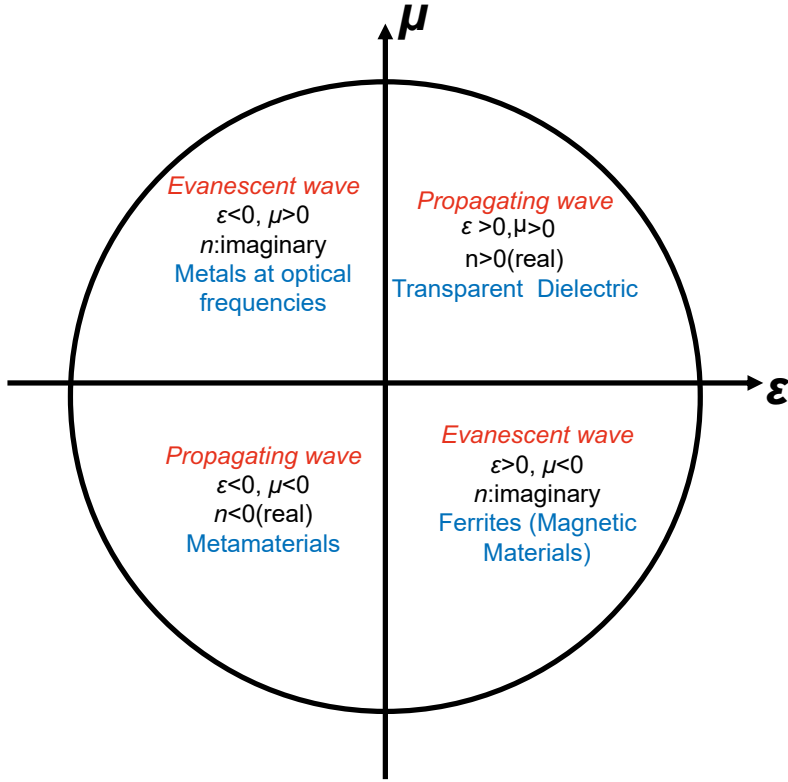 μ
Evanescent wave
ε<0, μ>0
n:imaginary
Metals at optical
frequencies
Propagating wave
ε >0,μ>0
n>0(real)
Transparent Dielectric
ε
Propagating wave
ε<0, μ<0
n<0(real)
Metamaterials
Evanescent wave
ε>0, μ<0
n:imaginary
Ferrites (Magnetic
Materials)